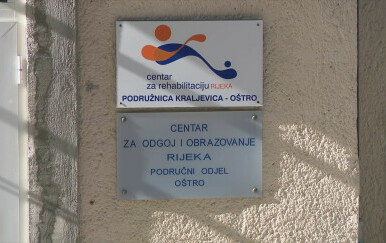 centar
za rehabilitaciju RIJEKA
PODRUŽNICA KRALJEVICA - OŠTRO
CENTAR
ZA ODGOJ I OBRAZOVANJE
RIJEKA
PODRUČNI ODJEL
OŠTRO